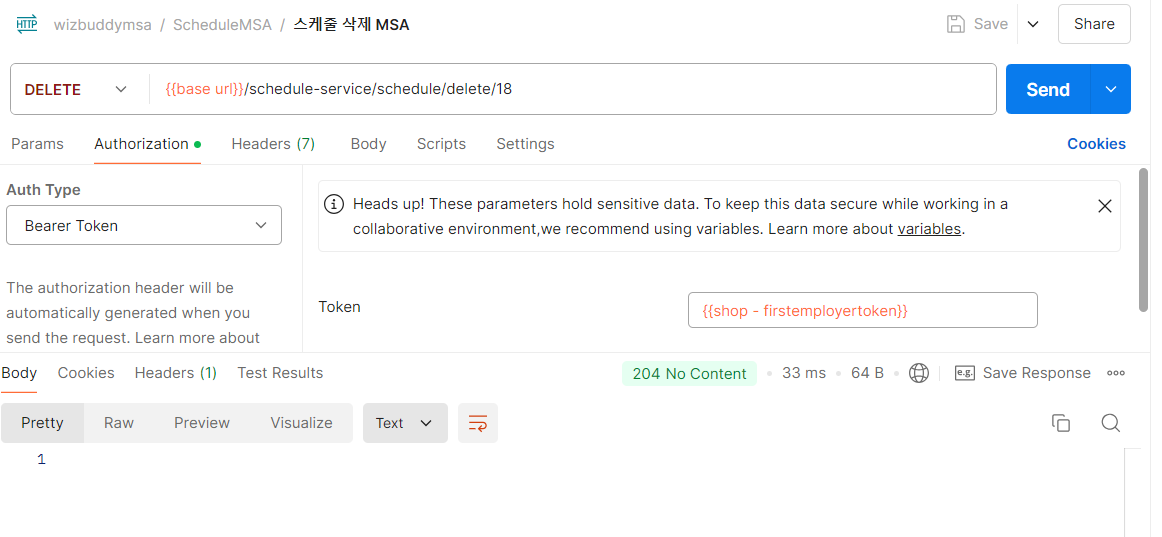 HTTP wizbuddymsa / ScheduleMSA / 스케줄 삭제 MSA Save Share
DELETE {{base url}}/schedule-service/schedule/delete/18 Send
Params Authorization Headers (7) Body Scripts Settings Cookies
Auth Type
Bearer Token
The authorization header will be
automatically generated when you
send the request. Learn more about
Heads up! These parameters hold sensitive data. To keep this data secure while working in a
collaborative environment,we recommend using variables. Learn more about variables.
Token {{shop - firstemployertoken}}
Body Cookies Headers (1) Test Results 204 No Content 33 ms 64 B e.g. Save Response
Pretty Raw Preview Visualize Text
1